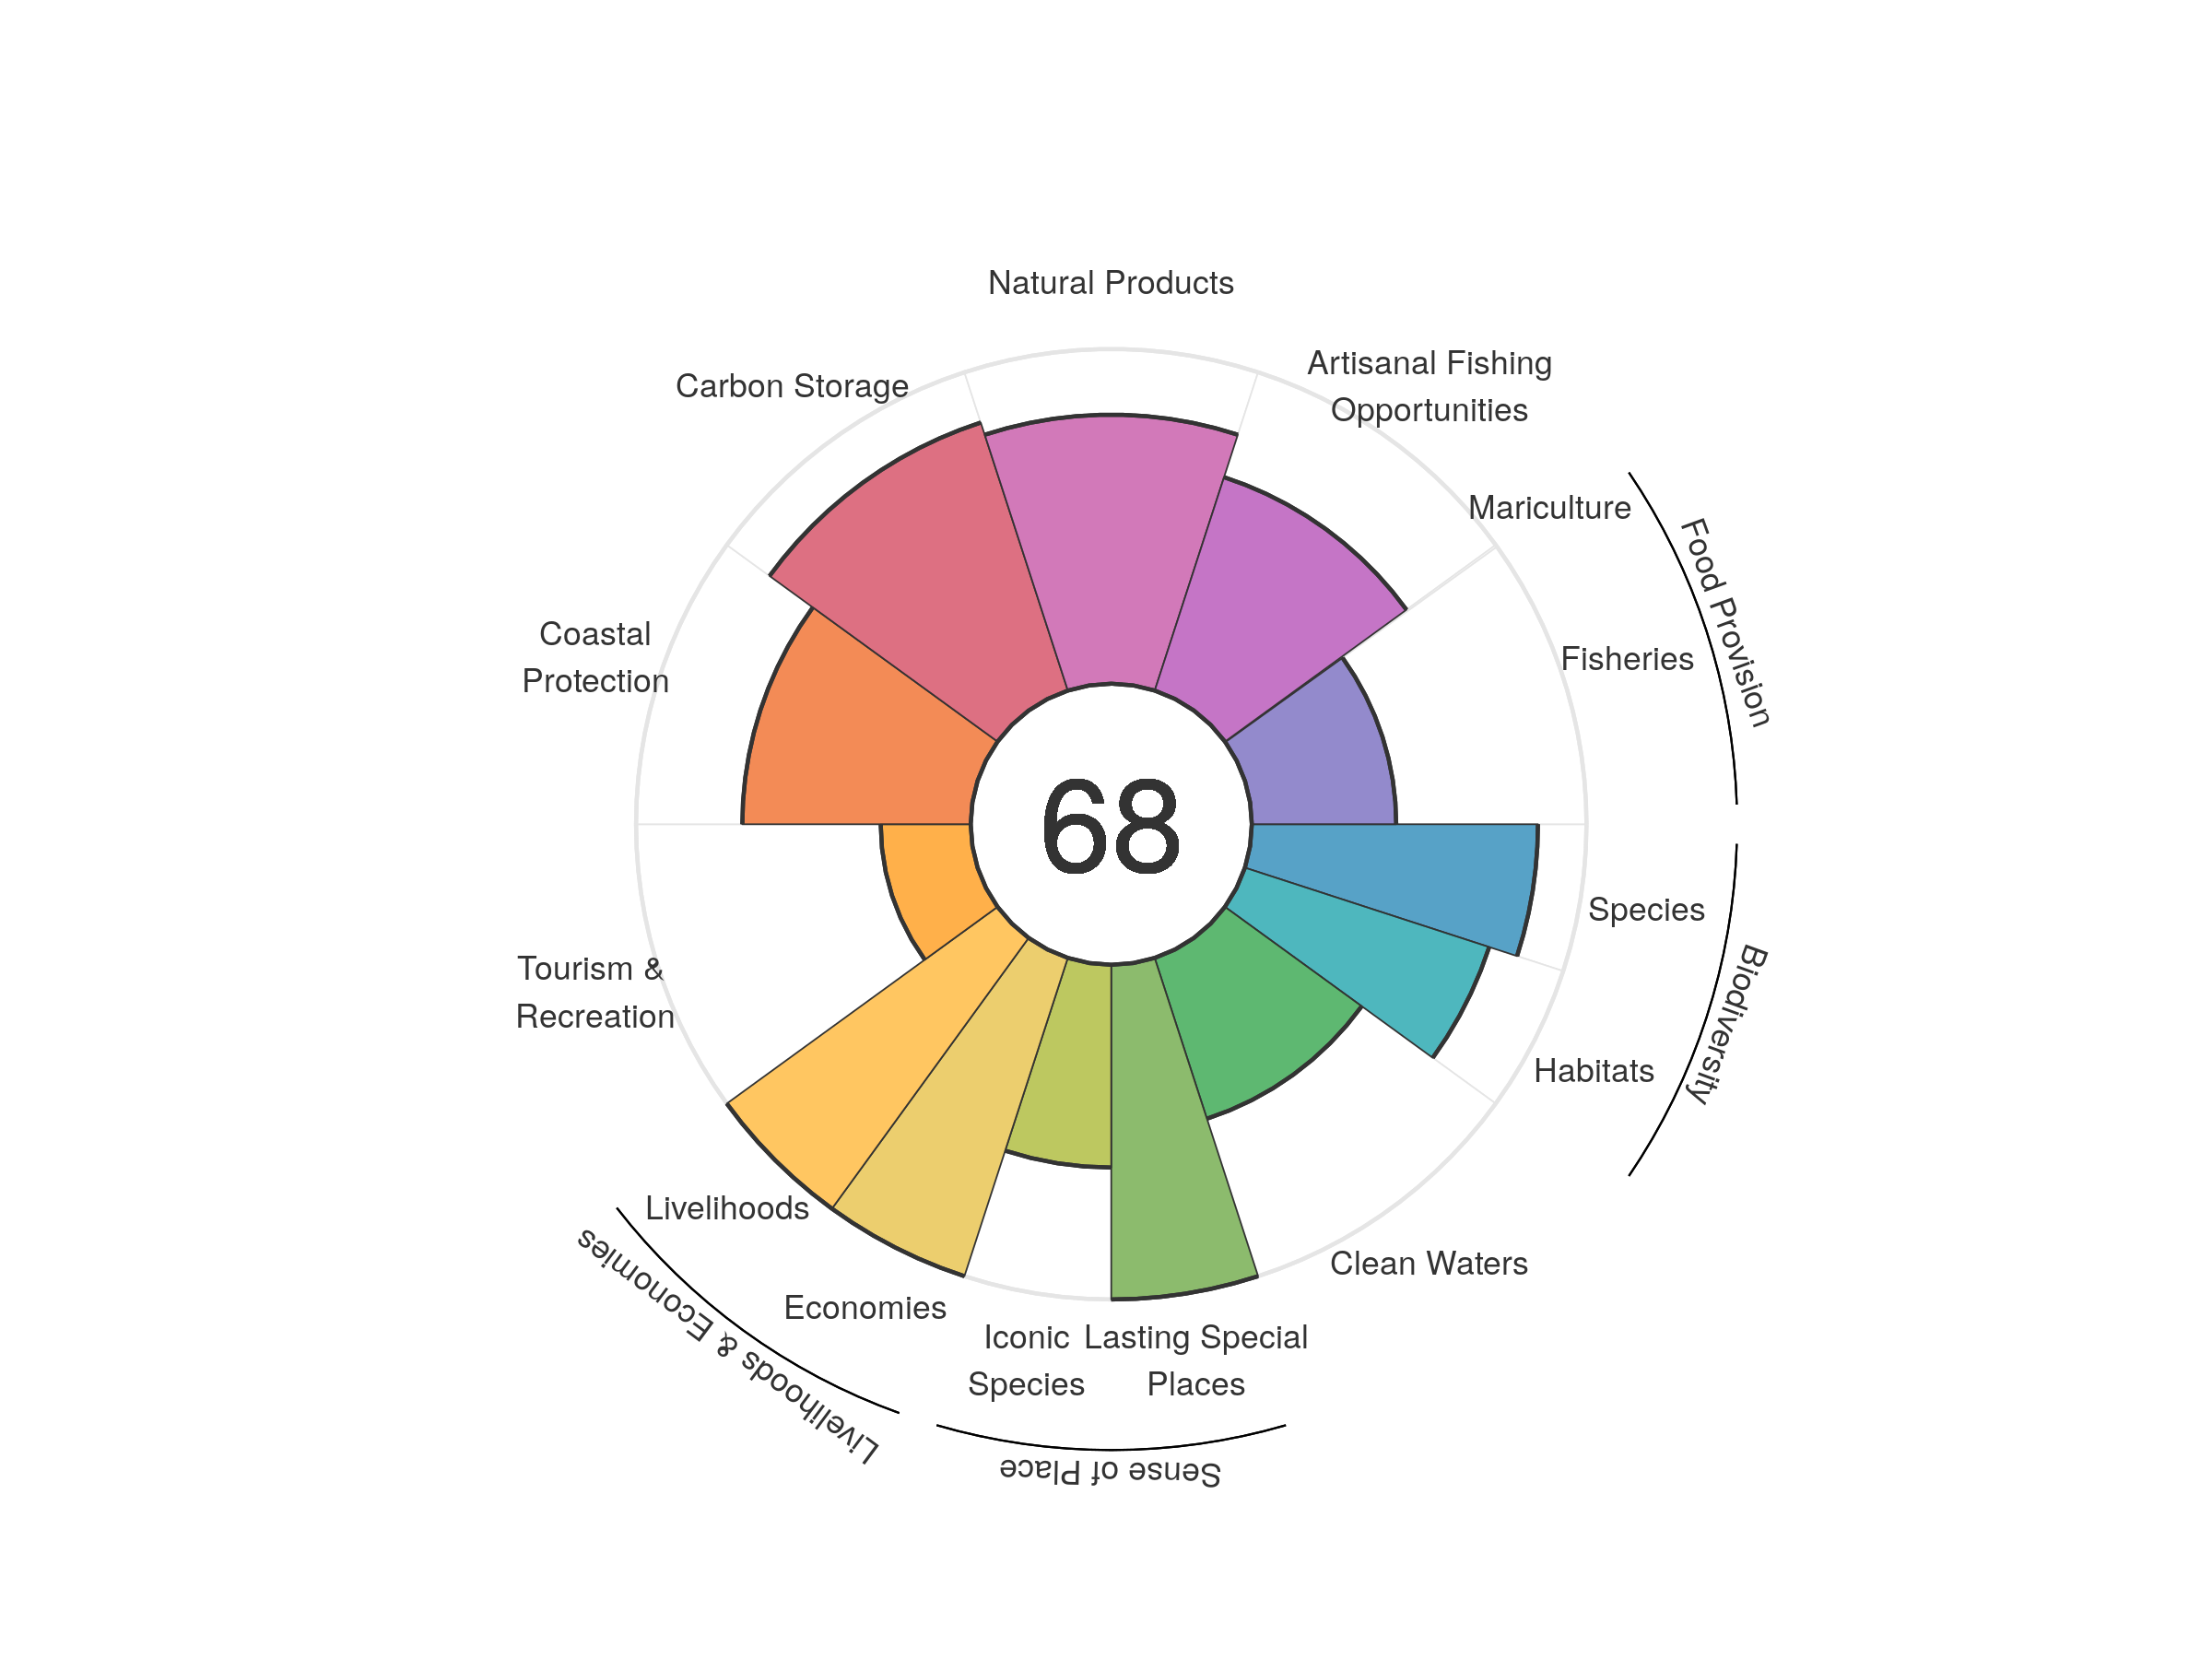 Natural Products
Artisanal Fishing
Opportunities
Carbon Storage
Mariculture
Food Provision
Fisheries
Coastal
Protection
68
Species
Biodiversity
Habitats
Tourism &
Recreation
Livelihoods
Livelihoods & Economies
Clean Waters
Economies
Iconic
Species
Lasting Special
Places
Sense of Place